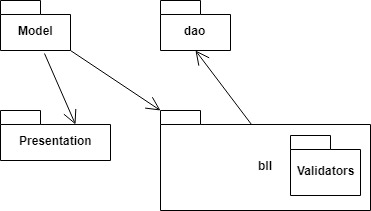 Model
dao
Presentation
bll
Validators